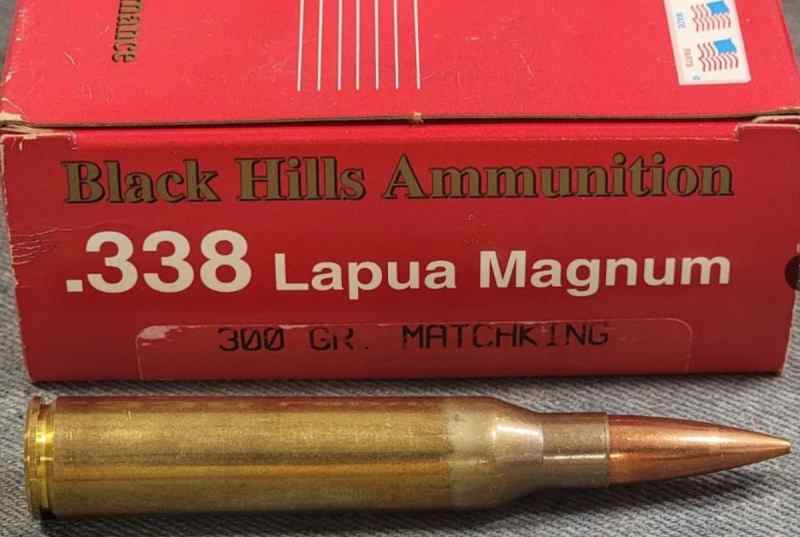 Black Hills Ammunition
.338 Lapua Magnum
300 GR. MATCHKING